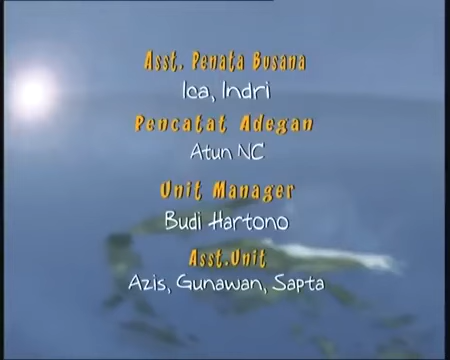 Asst. Penata Busana
Ica, Indri
Pencatat Adegan
Atun NC
Unit Manager
Budi Hartono
Asst.Unit
Azis, Gunawan, Sapta